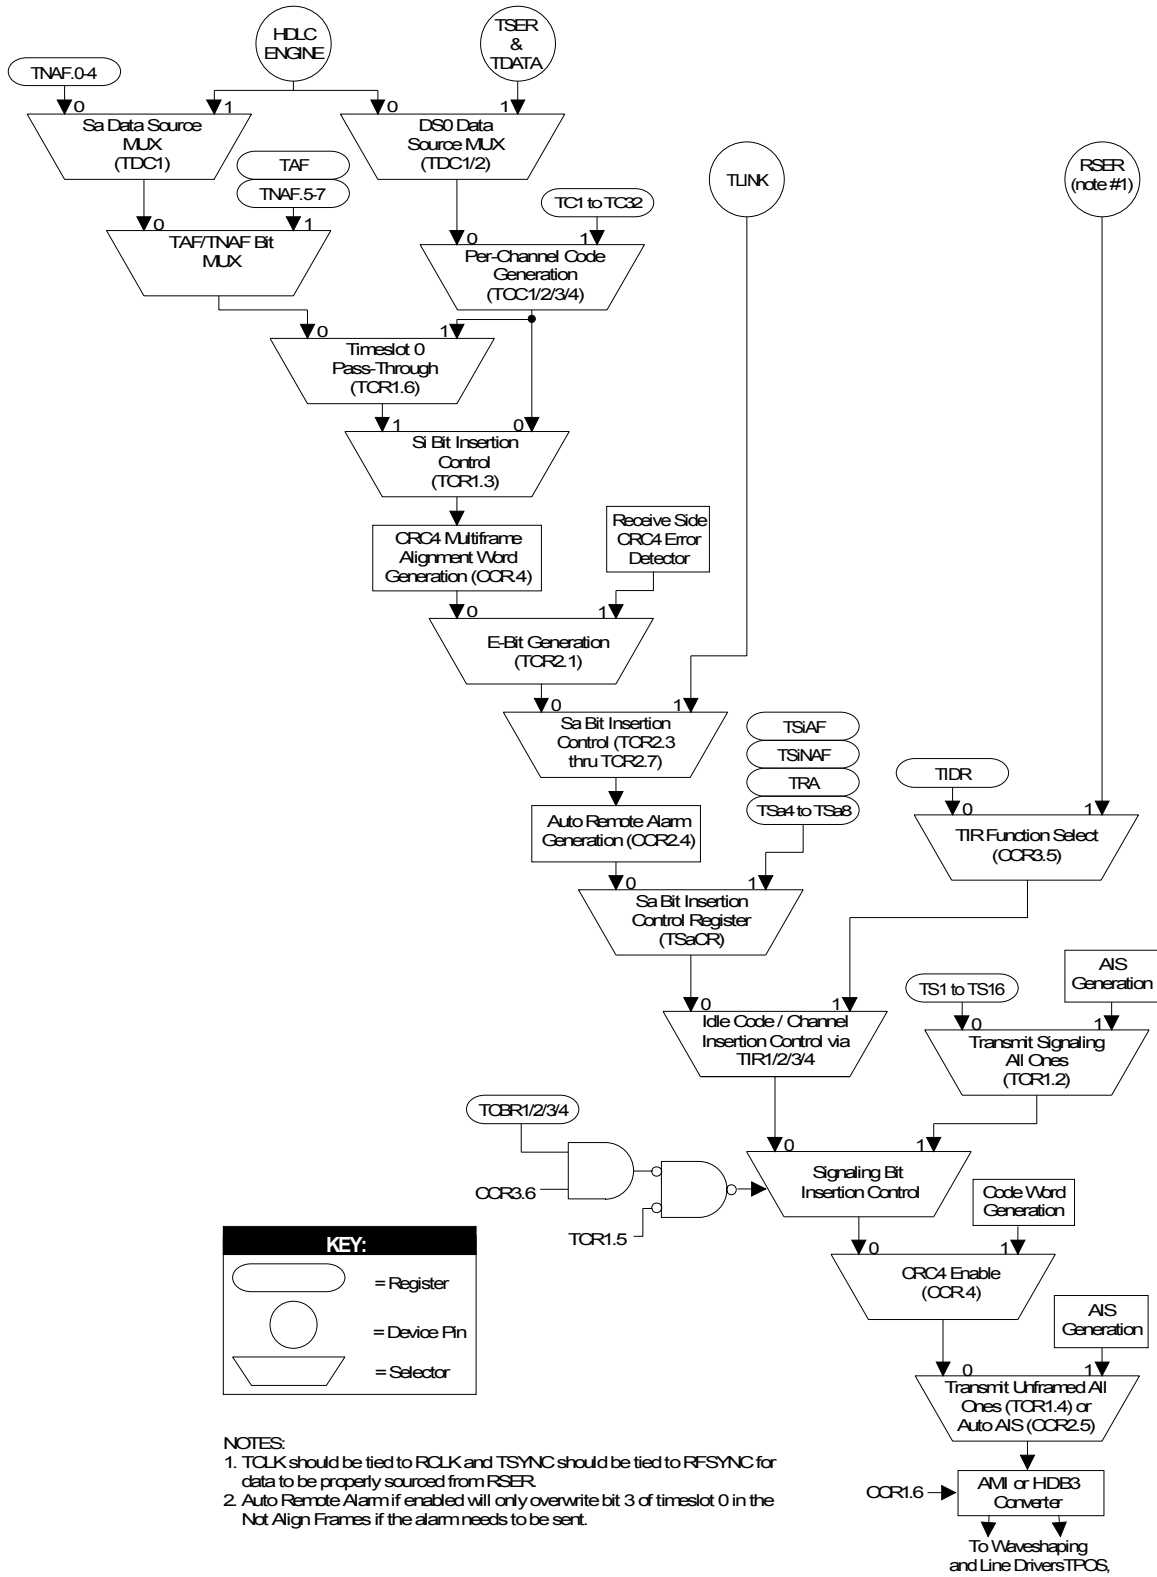 HDLC
ENGINE
TSER
&
TDATA
TNAF.0-4
0
1
0
1
Sa Data Source
MUX
(TDC1)
DS0 Data
Source MUX
(TDC1/2)
TAF
TNAF.5-7
TLINK
RSER
(note #1)
TC1 to TC32
0
1
0
1
TAF/TNAF Bit
MUX
Per-Channel Code
Generation
(TCC1/2/3/4)
0
1
Timeslot 0
Pass-Through
(TCR1.6)
1
0
Si Bit Insertion
Control
(TCR1.3)
CRC4 Multiframe
Alignment Word
Generation (CCR.4)
Receive Side
CRC4 Error
Detector
0
1
E-Bit Generation
(TCR2.1)
0
1
Sa Bit Insertion
Control (TCR2.3
thru TCR2.7)
TSiAF
TSiNAF
TRA
TSa4 to TSa8
TIDR
0
1
Auto Remote Alarm
Generation (CCR2.4)
TIR Function Select
(CCR3.5)
0
1
Sa Bit Insertion
Control Register
(TSaCR)
AIS
Generation
TS1 to TS16
0
1
0
1
Idle Code / Channel
Insertion Control via
TIR1/2/3/4
Transmit Signaling
All Ones
(TCR1.2)
TCBR1/2/3/4
0
1
CCR3.6
Signaling Bit
Insertion Control
TCR1.5
Code Word
Generation
0
1
CRC4 Enable
(CCR.4)
AIS
Generation
0
1
Transmit Unframed All
Ones (TCR1.4) or
Auto AIS (CCR2.5)
CCR1.6
AMI or HDB3
Converter
To Waveshaping
and Line DriversTPOS,
KEY:
= Register
= Device Pin
= Selector
NOTES:
1. TCLK should be tied to RCLK and TSYNC should be tied to RFSYNC for
data to be properly sourced from RSER.
2. Auto Remote Alarm if enabled will only overwrite bit 3 of timeslot 0 in the
Not Align Frames if the alarm needs to be sent.